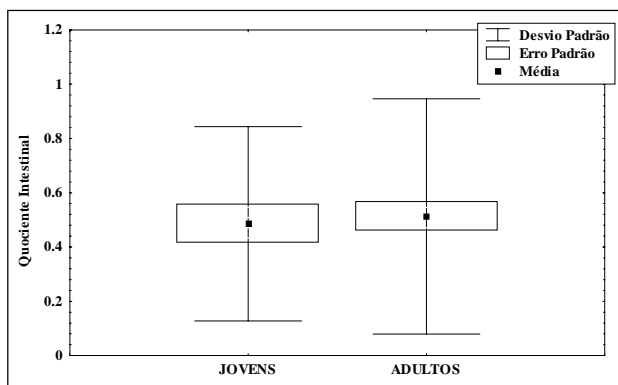 Desvio Padrão
Erro Padrão
Média
Quociente Intestinal
1.2
1
0.8
0.6
0.4
0.2
0
JOVENS ADULTOS